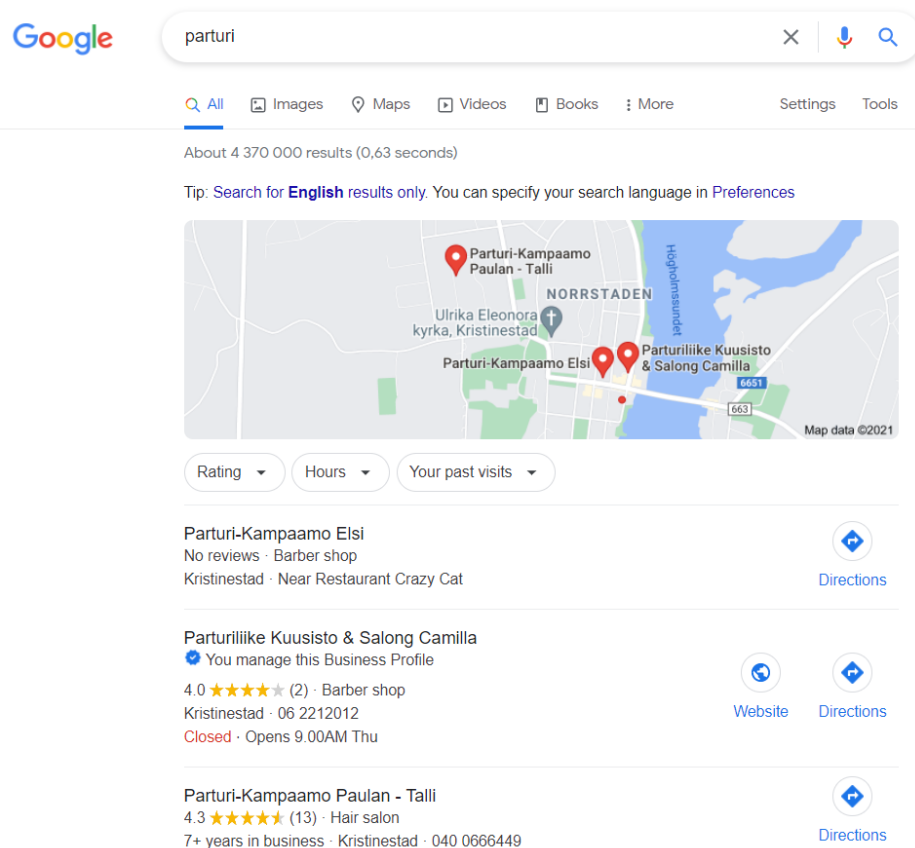 Google
parturi
All Images Maps Videos Books More Settings Tools
About 4 370 000 results (0,63 seconds)
Tip: Search for English results only. You can specify your search language in Preferences
Parturi-Kampaamo
Paulan - Talli
NORRSTADEN
Högholmssundet
Ulrika Eleonora
kyrka, Kristinestad
Parturi-Kampaamo Elsi
Parturiliike Kuusisto
& Salong Camilla
6651
663
Map data ©2021
Rating Hours Your past visits
Parturi-Kampaamo Elsi
No reviews · Barber shop
Kristinestad · Near Restaurant Crazy Cat
Directions
Parturiliike Kuusisto & Salong Camilla
You manage this Business Profile
4.0 (2) · Barber shop
Kristinestad · 06 2212012
Closed · Opens 9.00AM Thu
Website Directions
Parturi-Kampaamo Paulan - Talli
4.3 (13) · Hair salon
7+ years in business · Kristinestad · 040 0666449
Directions